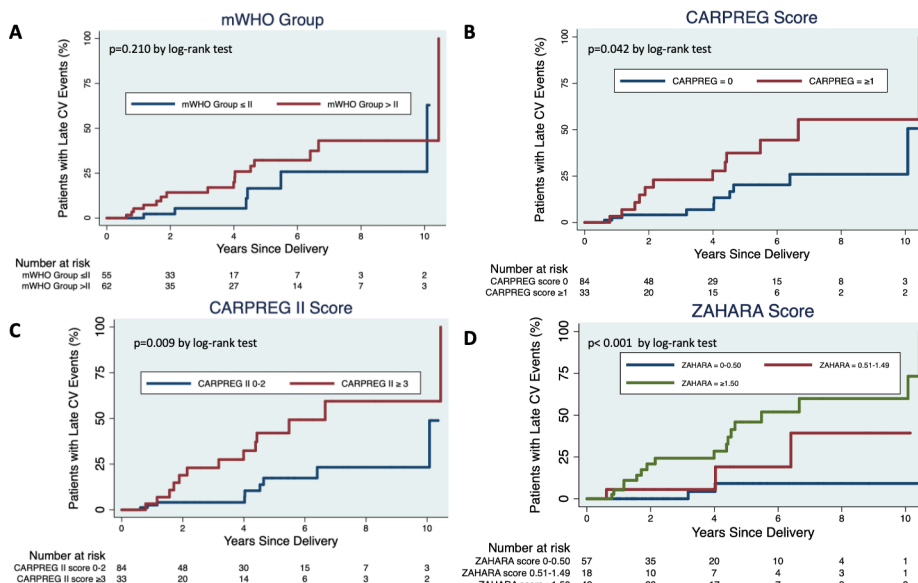 A
mWHO Group
p=0.210 by log-rank test
mWHO Group ≤ II
mWHO Group > II
Patients with Late CV Events (%)
0
25
50
75
100
0 2 4 6 8 10
Years Since Delivery
Number at risk
mWHO Group ≤II 55 33 17 7 3 2
mWHO Group >II 62 35 27 14 7 3
B
CARPREG Score
p=0.042 by log-rank test
CARPREG = 0
CARPREG = ≥1
Patients with Late CV Events (%)
0
25
50
75
100
0 2 4 6 8 10
Years Since Delivery
Number at risk
CARPREG score 0 84 48 29 15 8 3
CARPREG score ≥1 33 20 15 6 2 2
C
CARPREG II Score
p=0.009 by log-rank test
CARPREG II 0-2
CARPREG II ≥ 3
Patients with Late CV Events (%)
0
25
50
75
100
0 2 4 6 8 10
Years Since Delivery
Number at risk
CARPREG II score 0-2 84 48 30 15 7 3
CARPREG II score ≥3 33 20 14 6 3 2
D
ZAHARA Score
p< 0.001 by log-rank test
ZAHARA = 0-0.50
ZAHARA = 0.51-1.49
ZAHARA = ≥1.50
Patients with Late CV Events (%)
0
25
50
75
100
0 2 4 6 8 10
Years Since Delivery
Number at risk
ZAHARA score 0-0.50 57 35 20 10 4 1
ZAHARA score 0.51-1.49 18 10 7 4 3 1